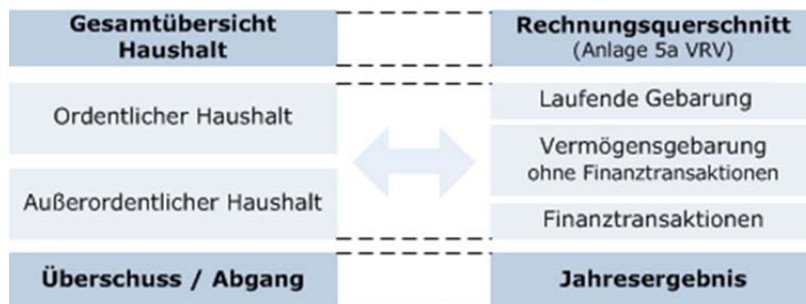 Gesamtübersicht
Haushalt
Ordentlicher Haushalt
Außerordentlicher Haushalt
Überschuss / Abgang
Rechnungsquerschnitt
(Anlage 5a VRV)
Laufende Gebarung
Vermögensgebarung
ohne Finanztransaktionen
Finanztransaktionen
Jahresergebnis